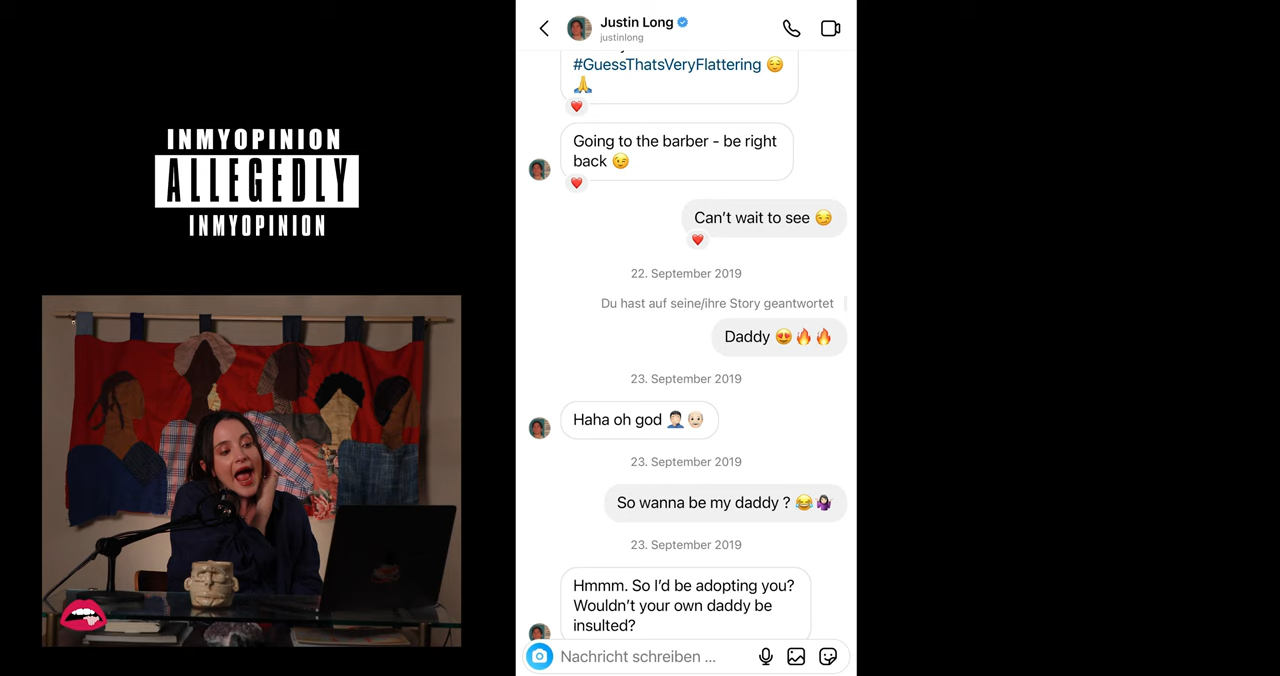 INMYOPINION
ALLEGEDLY
INMYOPINION
Justin Long
justinlong
#GuessThatsVeryFlattering 😌
🙏
❤️
Going to the barber - be right
back 😉
❤️
Can’t wait to see 😏
❤️
22. September 2019
Du hast auf seine/ihre Story geantwortet
Daddy 😍🔥🔥
23. September 2019
Haha oh god 🤦🏻‍♂️👴🏻
23. September 2019
So wanna be my daddy ? 😂🤷🏻‍♀️
23. September 2019
Hmmm. So I’d be adopting you?
Wouldn’t your own daddy be
insulted?
Nachricht schreiben ...